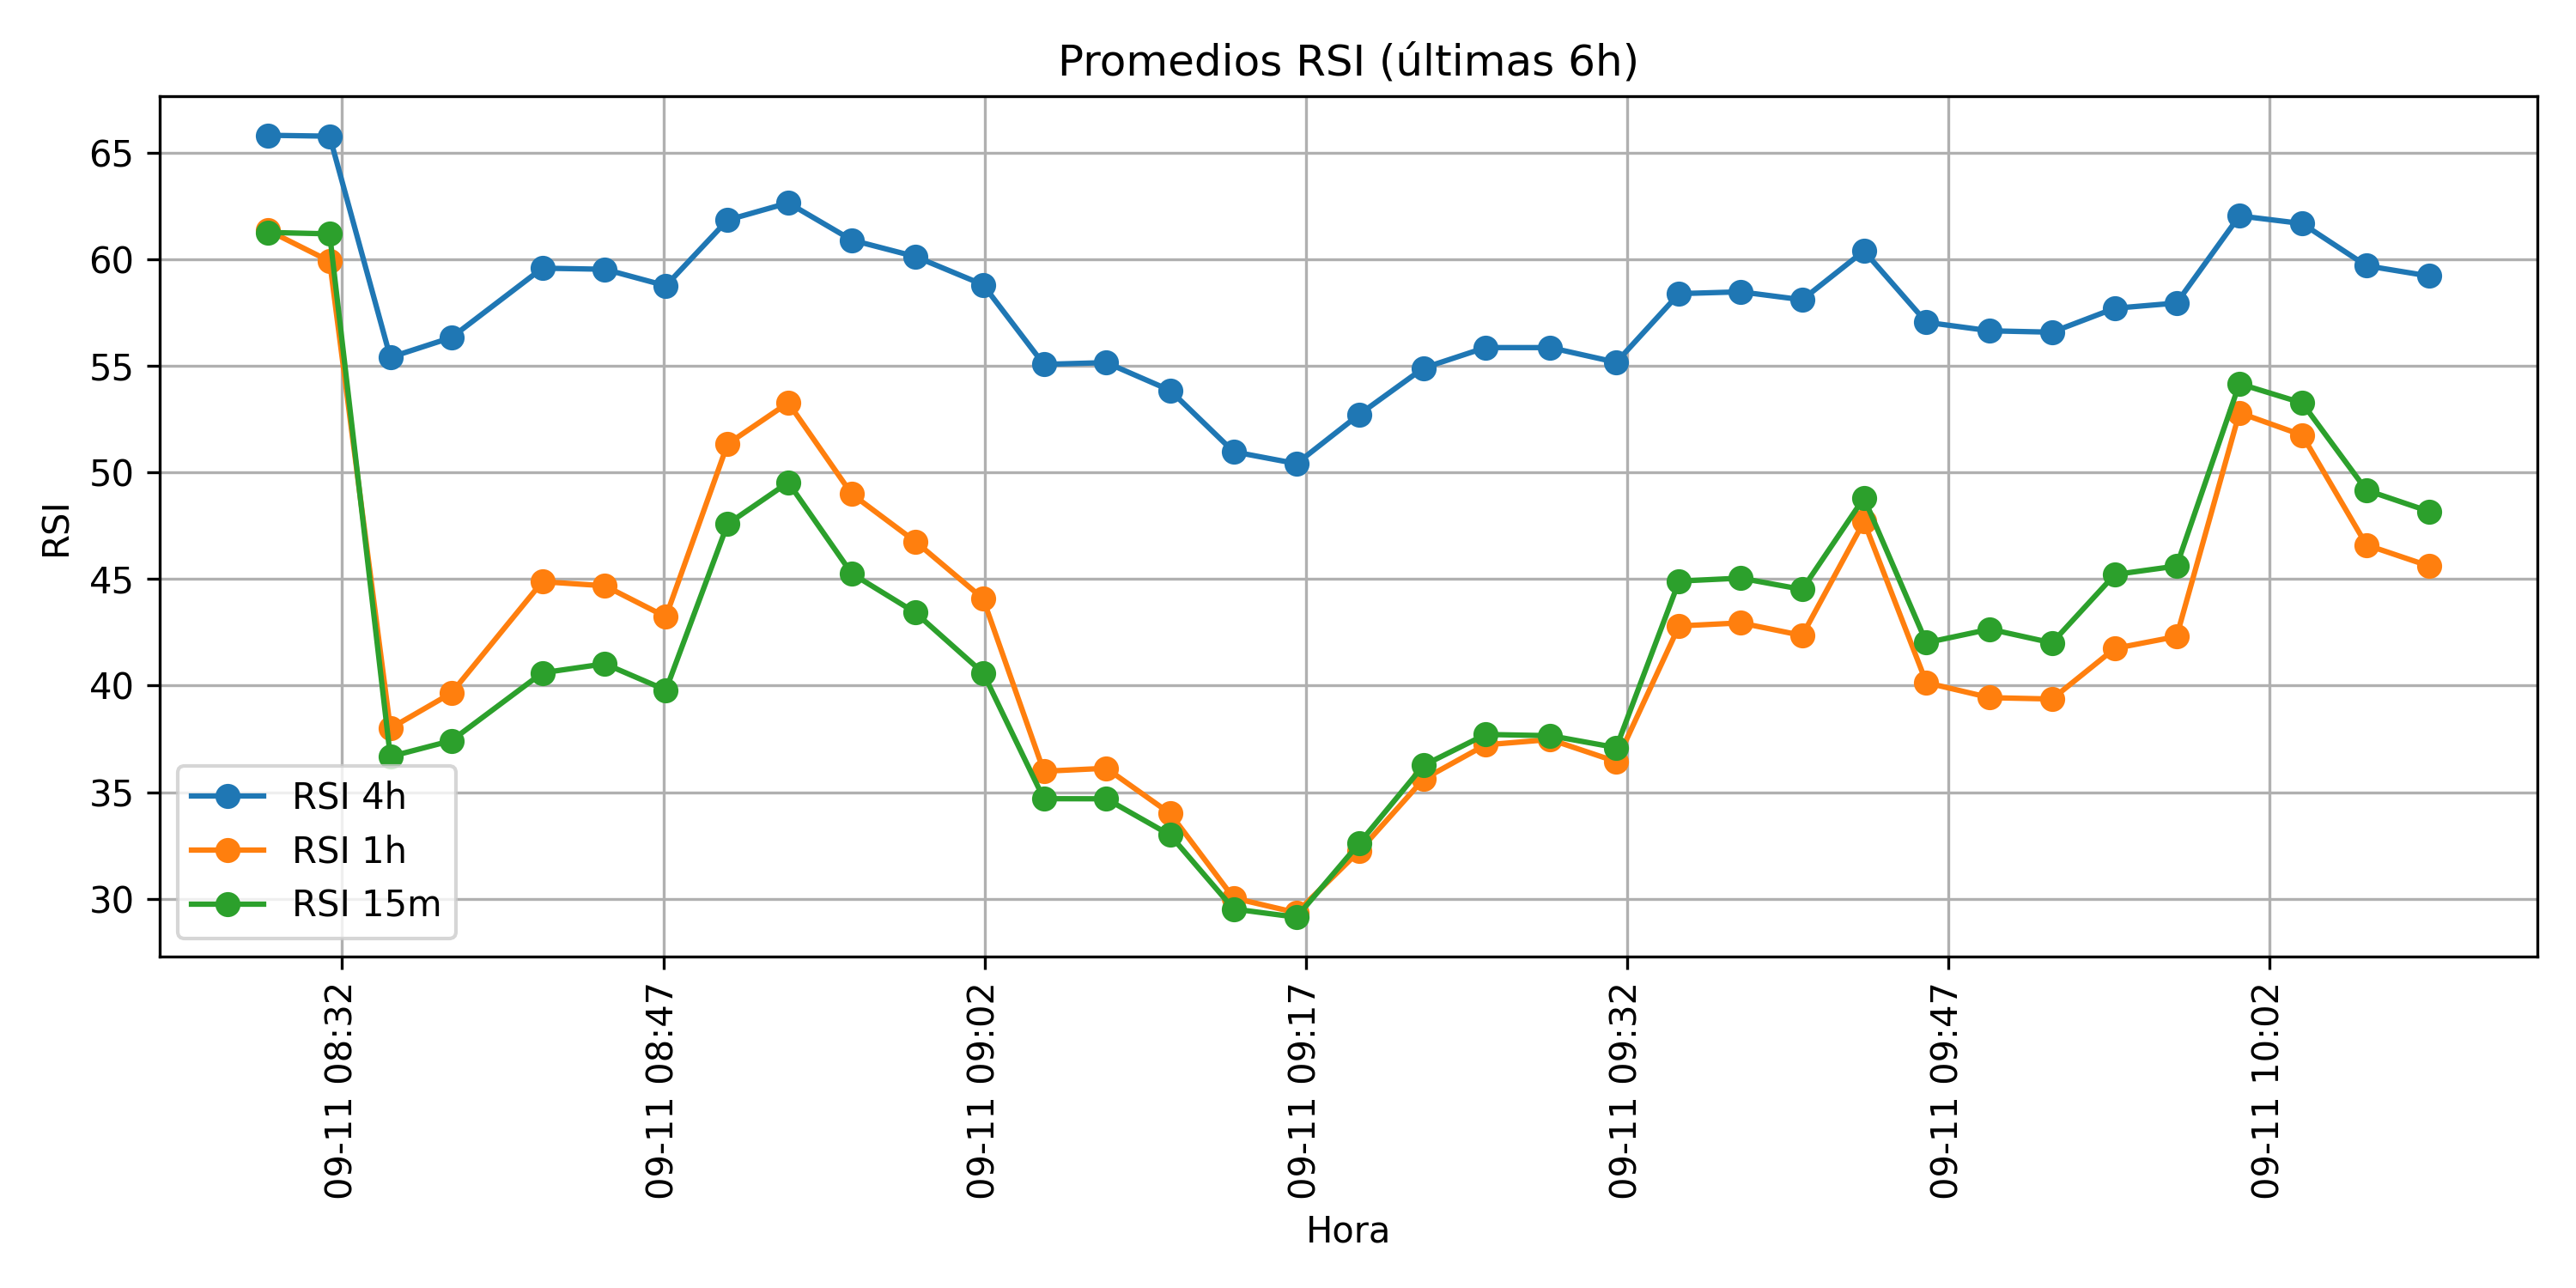 Promedios RSI (últimas 6h)
RSI
65
60
55
50
45
40
35
30
RSI 4h
RSI 1h
RSI 15m
09-11 08:32
09-11 08:47
09-11 09:02
09-11 09:17
09-11 09:32
09-11 09:47
09-11 10:02
Hora